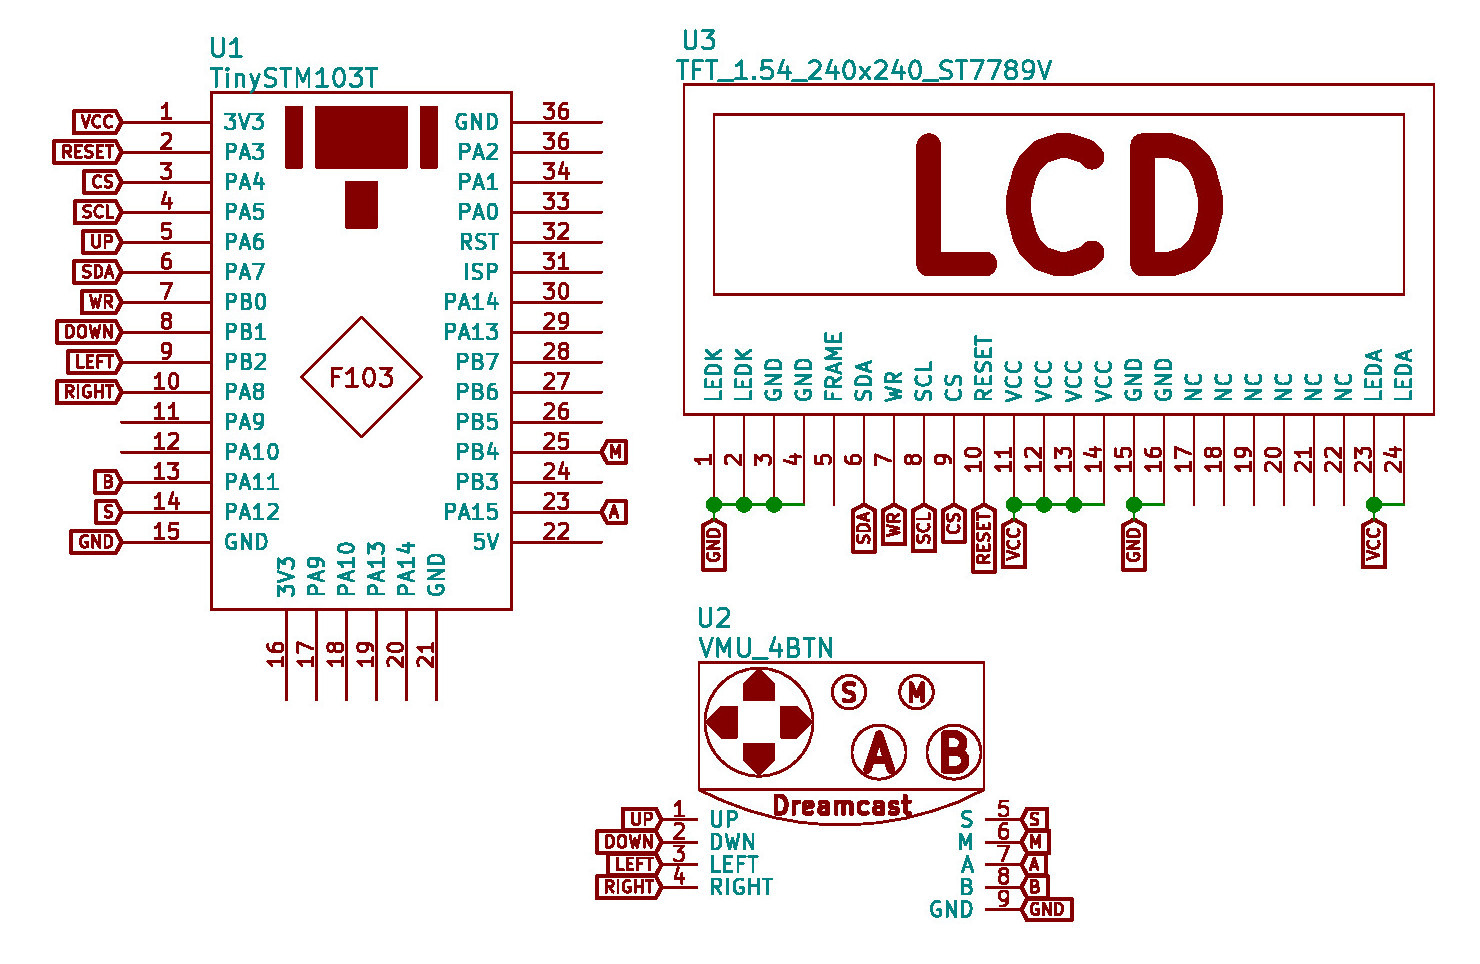 U1
TinySTM103T
VCC 1 3V3 GND 36
RESET 2 PA3 PA2 36
CS 3 PA4 PA1 34
SCL 4 PA5 PA0 33
UP 5 PA6 RST 32
SDA 6 PA7 ISP 31
WR 7 PB0 PA14 30
DOWN 8 PB1 PA13 29
LEFT 9 PB2 PB7 28
RIGHT 10 PA8 F103 PB6 27
11 PA9 PB5 26
12 PA10 PB4 25 M
B 13 PA11 PB3 24
S 14 PA12 PA15 23 A
GND 15 GND 5V 22
3V3 PA9 PA10 PA13 PA14 GND
16 17 18 19 20 21
U3
TFT_1.54_240x240_ST7789V
LCD
LEDK LEDK GND GND FRAME SDA WR SCL CS RESET VCC VCC VCC VCC GND GND NC NC NC NC NC NC LEDA LEDA
1 2 3 4 5 6 7 8 9 10 11 12 13 14 15 16 17 18 19 20 21 22 23 24
GND SDA WR SCL CS RESET VCC GND VCC
U2
VMU_4BTN
S M
A B
Dreamcast
UP 1 UP S 5 S
DOWN 2 DWN M 6 M
LEFT 3 LEFT A 7 A
RIGHT 4 RIGHT B 8 B
GND 9 GND